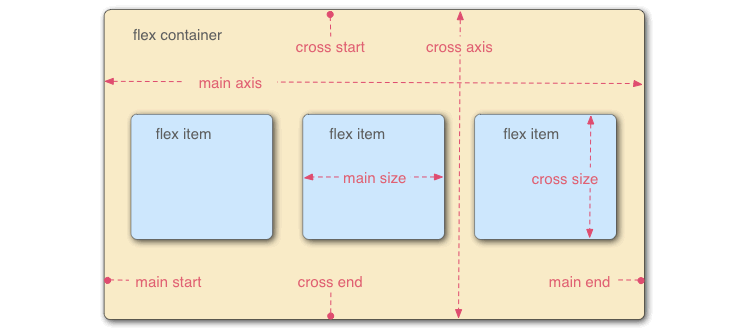 flex container
cross start
cross axis
main axis
flex item
flex item
flex item
main size
cross size
main start
cross end
main end